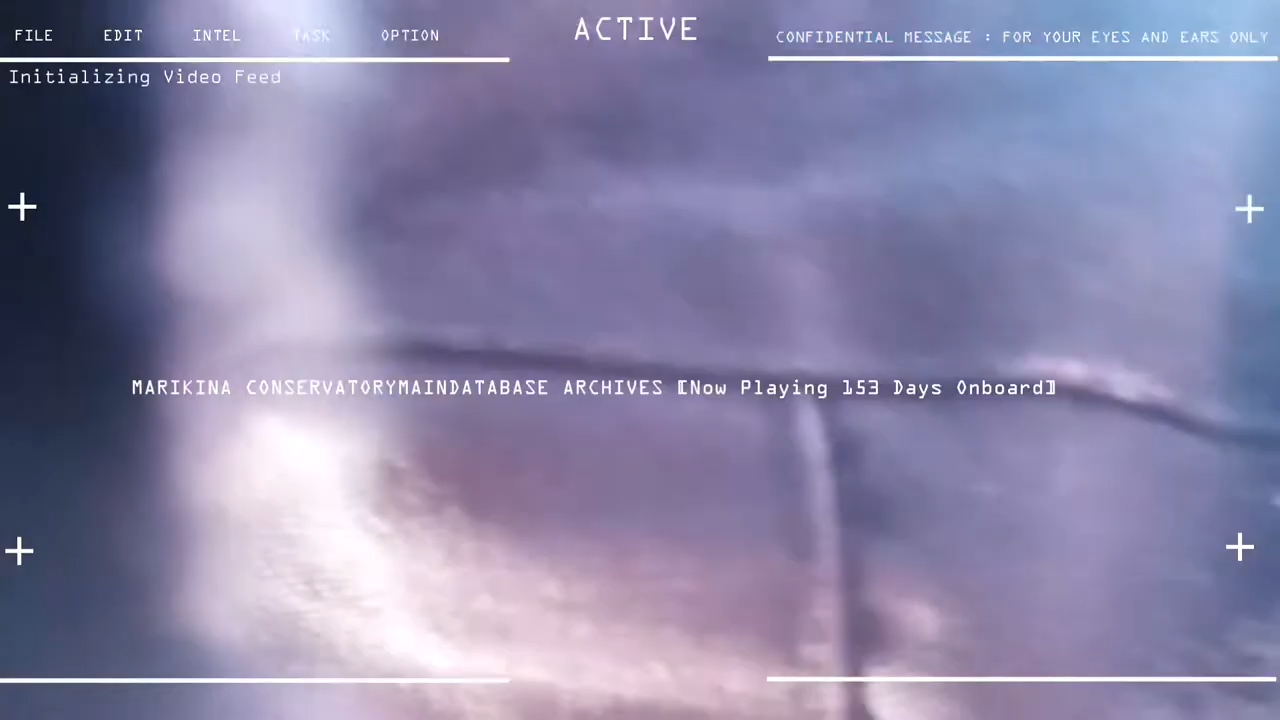 FILE EDIT INTEL TASK OPTION
ACTIVE
CONFIDENTIAL MESSAGE : FOR YOUR EYES AND EARS ONLY
Initializing Video Feed
MARIKINA CONSERVATORYMAINDATABASE ARCHIVES [Now Playing 153 Days Onboard]